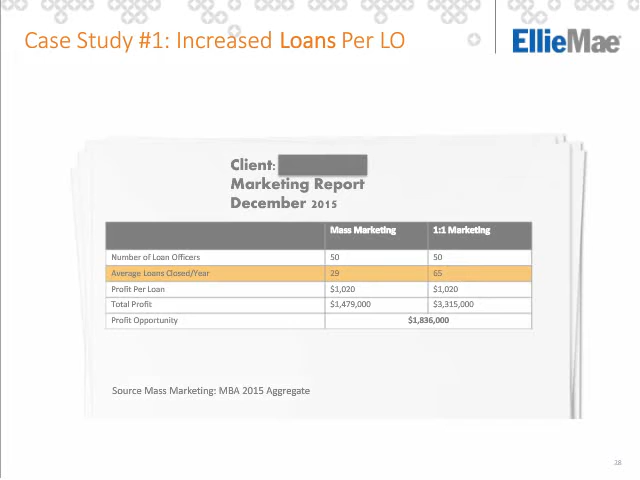 Case Study #1: Increased Loans Per LO
EllieMae
Client:
Marketing Report
December 2015
Mass Marketing 1:1 Marketing
Number of Loan Officers 50 50
Average Loans Closed/Year 29 65
Profit Per Loan $1,020 $1,020
Total Profit $1,479,000 $3,315,000
Profit Opportunity $1,836,000
Source Mass Marketing: MBA 2015 Aggregate
28